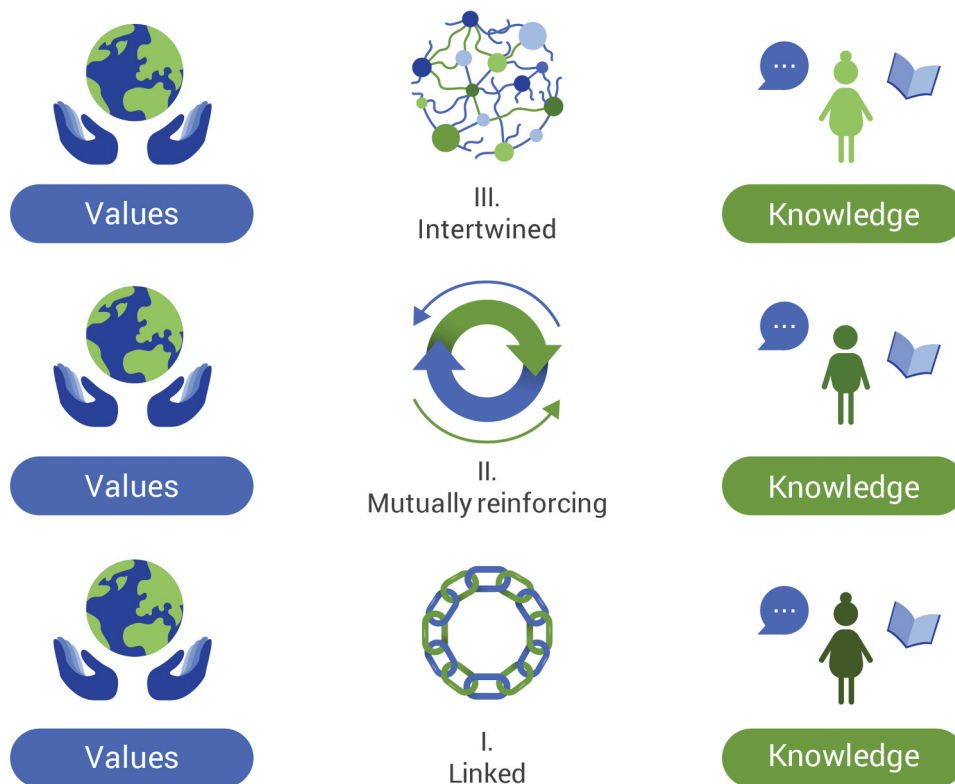 ...
Values
III.
Intertwined
Knowledge
...
Values
II.
Mutually reinforcing
Knowledge
...
Values
I.
Linked
Knowledge